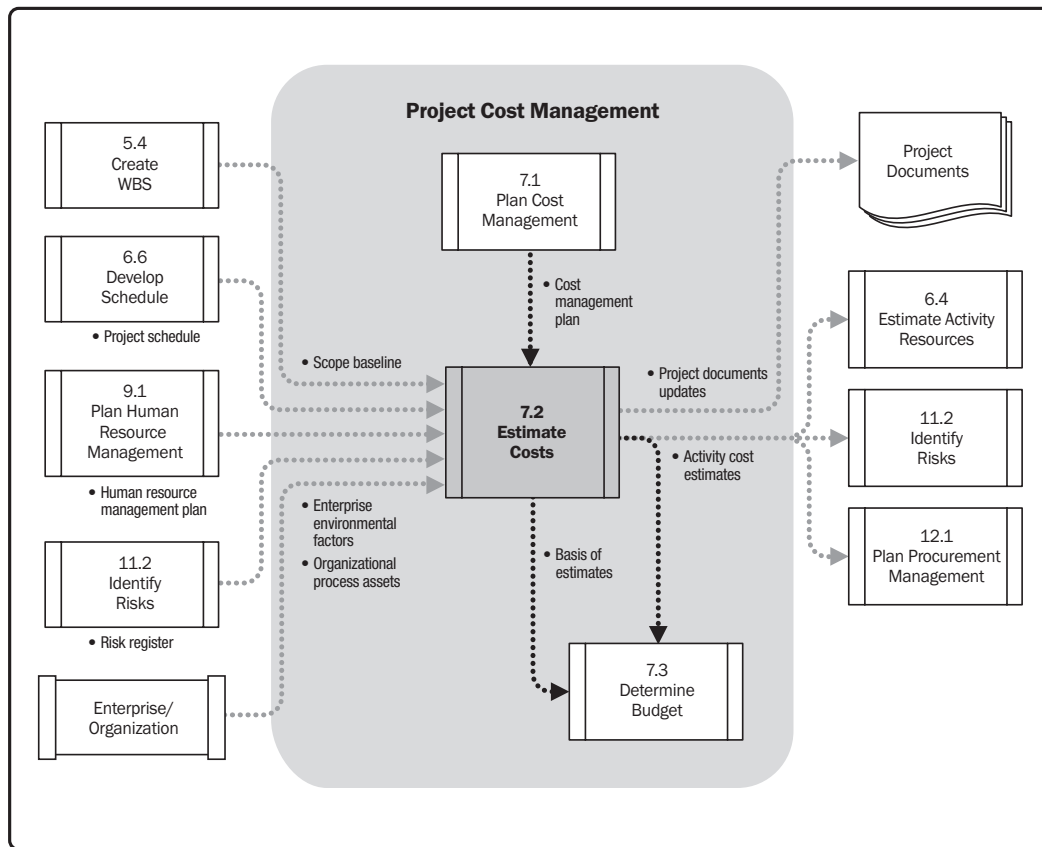 Project Cost Management
5.4
Create
WBS
6.6
Develop
Schedule
• Project schedule
9.1
Plan Human
Resource
Management
• Human resource
management plan
11.2
Identify
Risks
• Risk register
Enterprise/
Organization
7.1
Plan Cost
Management
• Cost
management
plan
• Scope baseline
7.2
Estimate
Costs
• Enterprise
environmental
factors
• Organizational
process assets
• Project documents
updates
• Activity cost
estimates
• Basis of
estimates
7.3
Determine
Budget
Project
Documents
6.4
Estimate Activity
Resources
11.2
Identify
Risks
12.1
Plan Procurement
Management